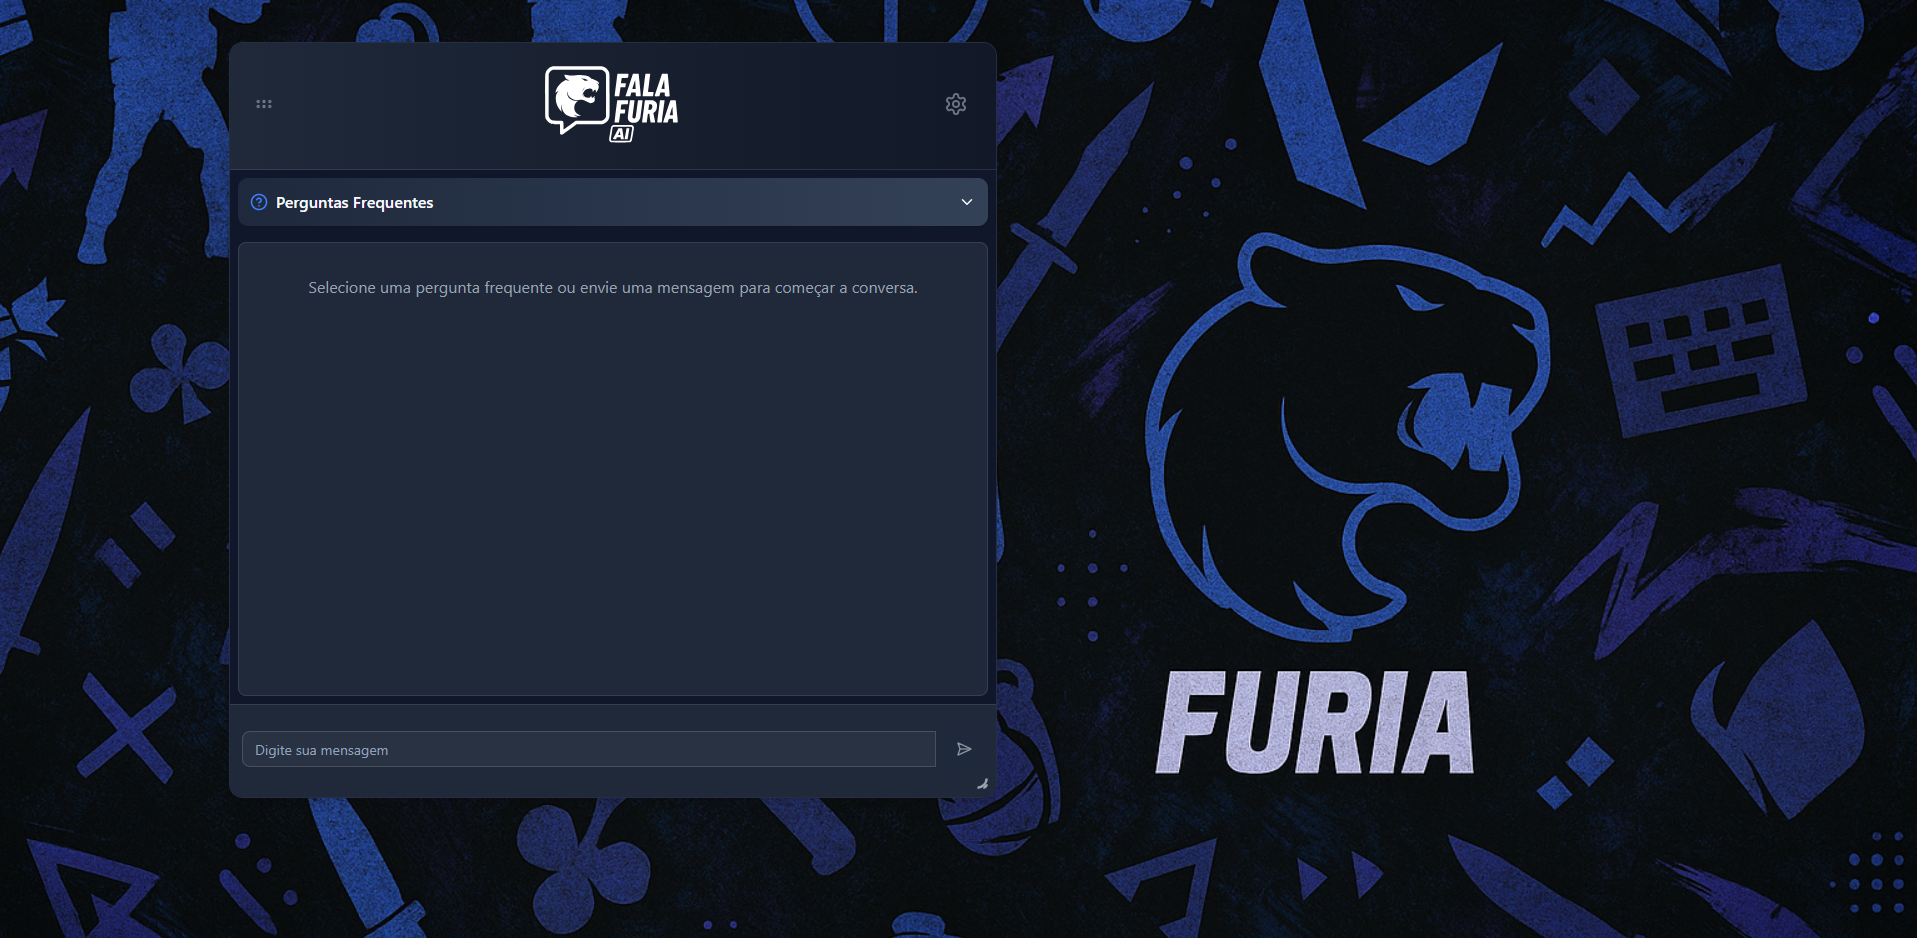 FALA
FURIA
AI
Perguntas Frequentes
Selecione uma pergunta frequente ou envie uma mensagem para começar a conversa.
Digite sua mensagem
FURIA